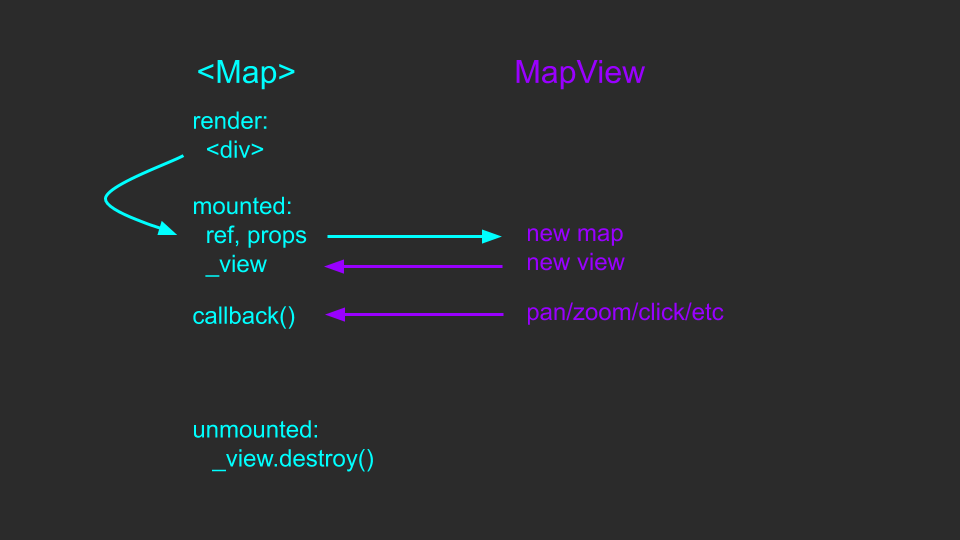 <Map>
MapView
render:
<div>
mounted:
ref, props
new map
_view
new view
callback()
pan/zoom/click/etc
unmounted:
_view.destroy()